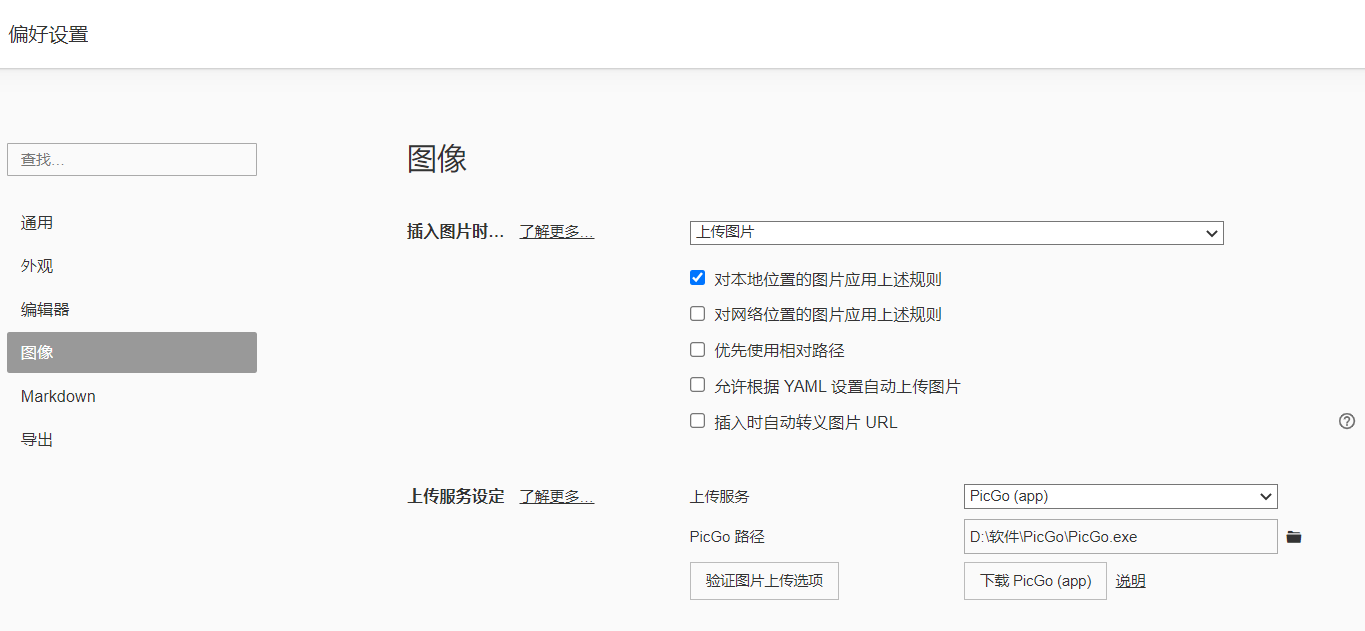 偏好设置
查找...
通用
外观
编辑器
图像
Markdown
导出
图像
插入图片时... 了解更多...
上传图片
对本地位置的图片应用上述规则
对网络位置的图片应用上述规则
优先使用相对路径
允许根据 YAML 设置自动上传图片
插入时自动转义图片 URL
上传服务设定 了解更多...
上传服务 PicGo (app)
PicGo 路径 D:\软件\PicGo\PicGo.exe
验证图片上传选项 下载 PicGo (app) 说明